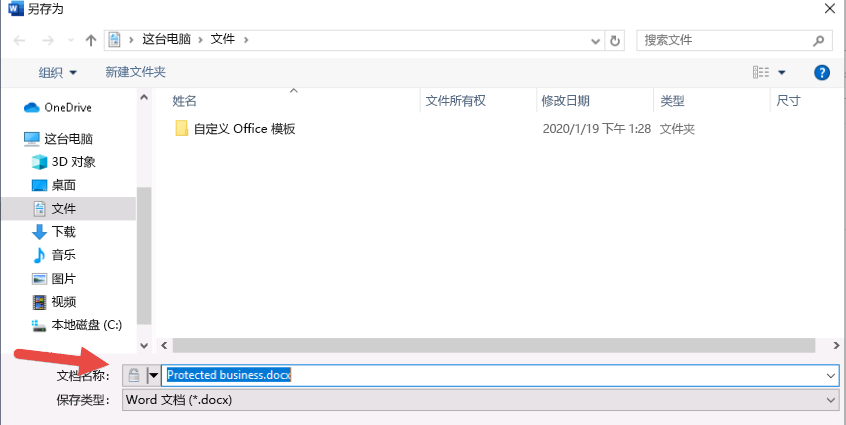 另存为
这台电脑 文件
搜索文件
组织 新建文件夹
OneDrive
这台电脑
3D 对象
桌面
文件
下载
音乐
图片
视频
本地磁盘 (C:)
姓名 文件所有权 修改日期 类型 尺寸
自定义 Office 模板 2020/1/19 下午 1:28 文件夹
文档名称: Protected business.docx
保存类型: Word 文档 (*.docx)